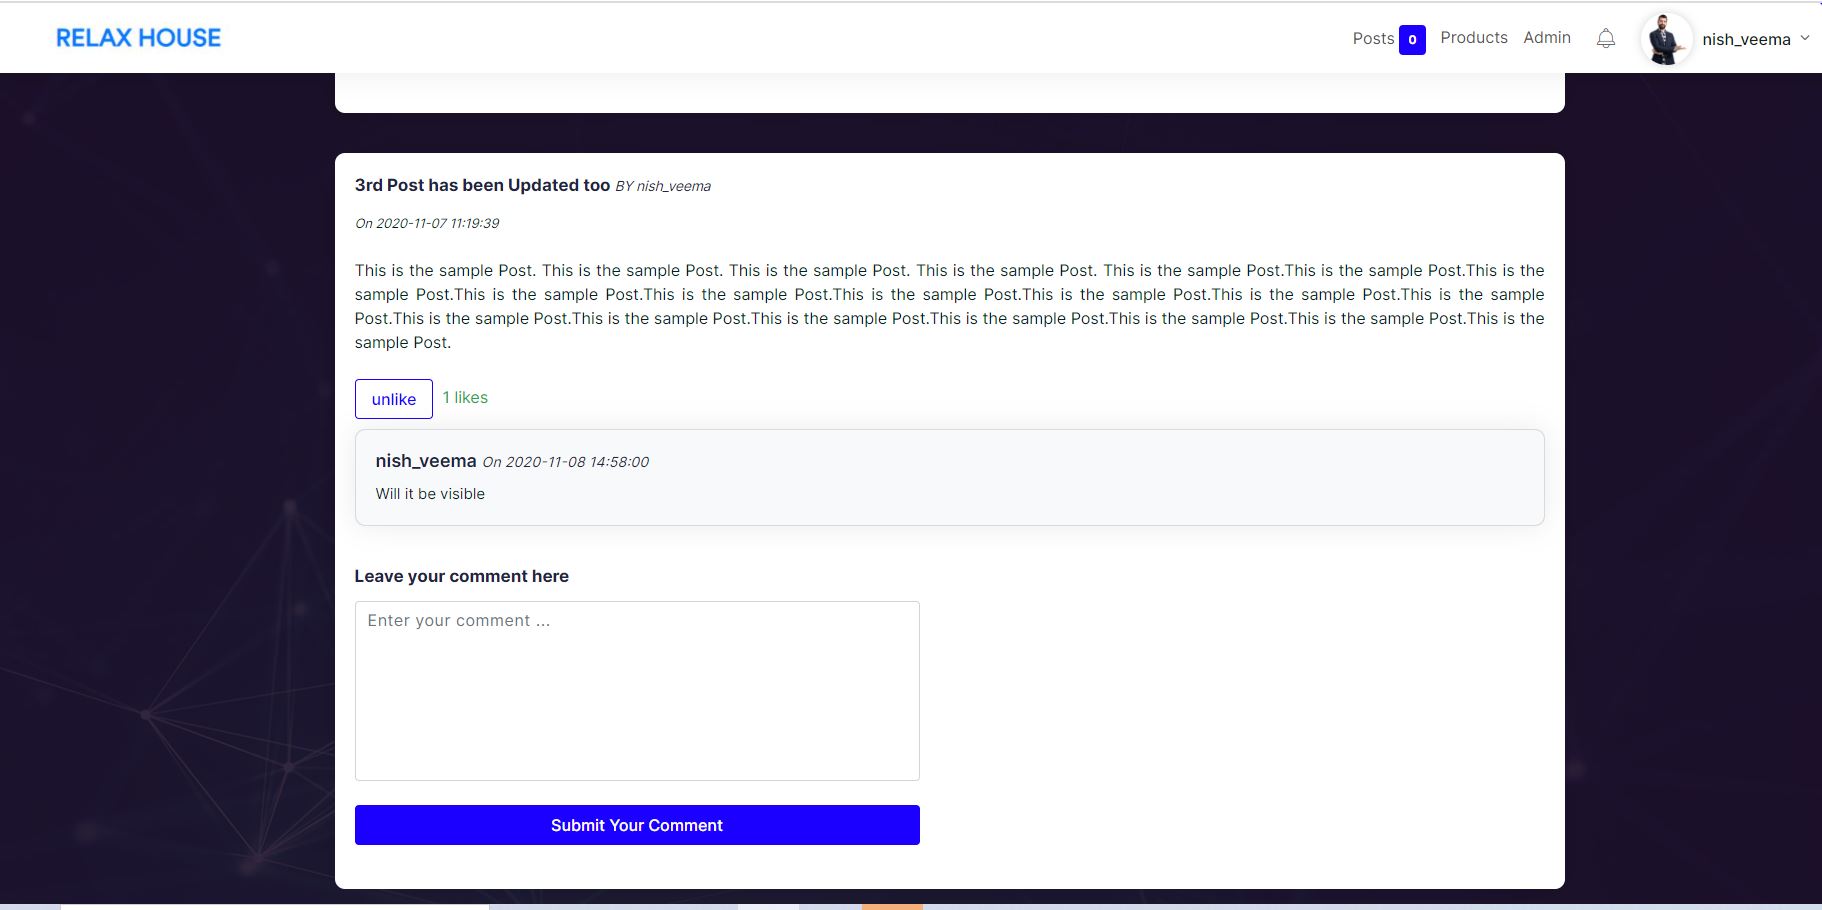 RELAX HOUSE
Posts 0 Products Admin nish_veema
3rd Post has been Updated too BY nish_veema
On 2020-11-07 11:19:39
This is the sample Post. This is the sample Post. This is the sample Post. This is the sample Post. This is the sample Post.This is the sample Post.This is the
sample Post.This is the sample Post.This is the sample Post.This is the sample Post.This is the sample Post.This is the sample Post.This is the sample
Post.This is the sample Post.This is the sample Post.This is the sample Post.This is the sample Post.This is the sample Post.This is the sample Post.This is the
sample Post.
unlike 1 likes
nish_veema On 2020-11-08 14:58:00
Will it be visible
Leave your comment here
Enter your comment ...
Submit Your Comment